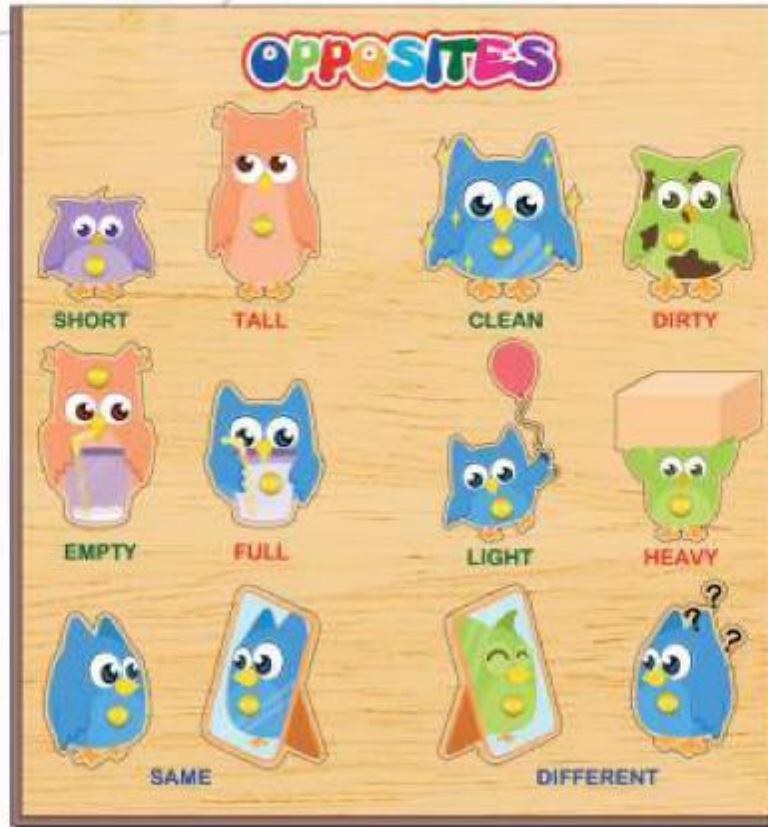 OPPOSITES
SHORT TALL CLEAN DIRTY
EMPTY FULL LIGHT HEAVY
? ? ?
SAME DIFFERENT